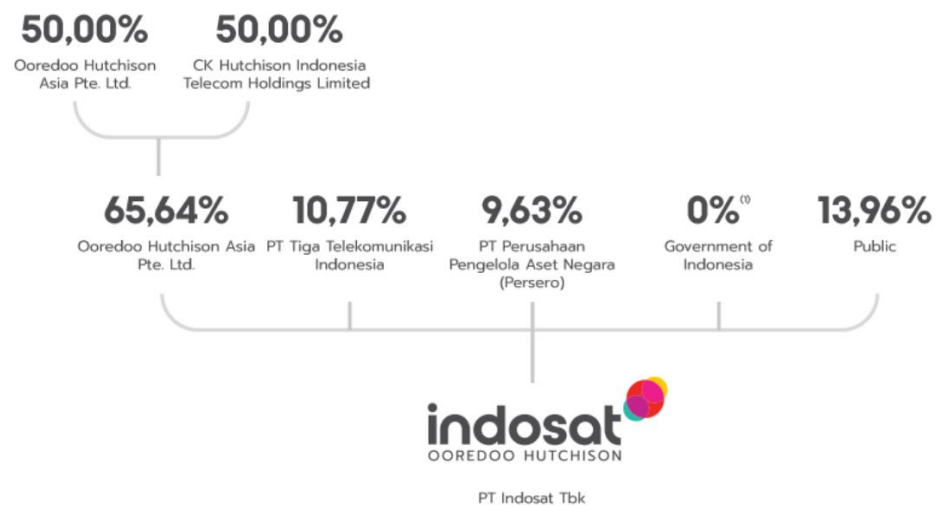 50,00%
50,00%
Ooredoo Hutchison
Asia Pte. Ltd.
CK Hutchison Indonesia
Telecom Holdings Limited
65,64%
10,77%
9,63%
0%(1)
13,96%
Ooredoo Hutchison Asia
Pte. Ltd.
PT Tiga Telekomunikasi
Indonesia
PT Perusahaan
Pengelola Aset Negara
(Persero)
Government of
Indonesia
Public
indosat
OOREDOO HUTCHISON
PT Indosat Tbk